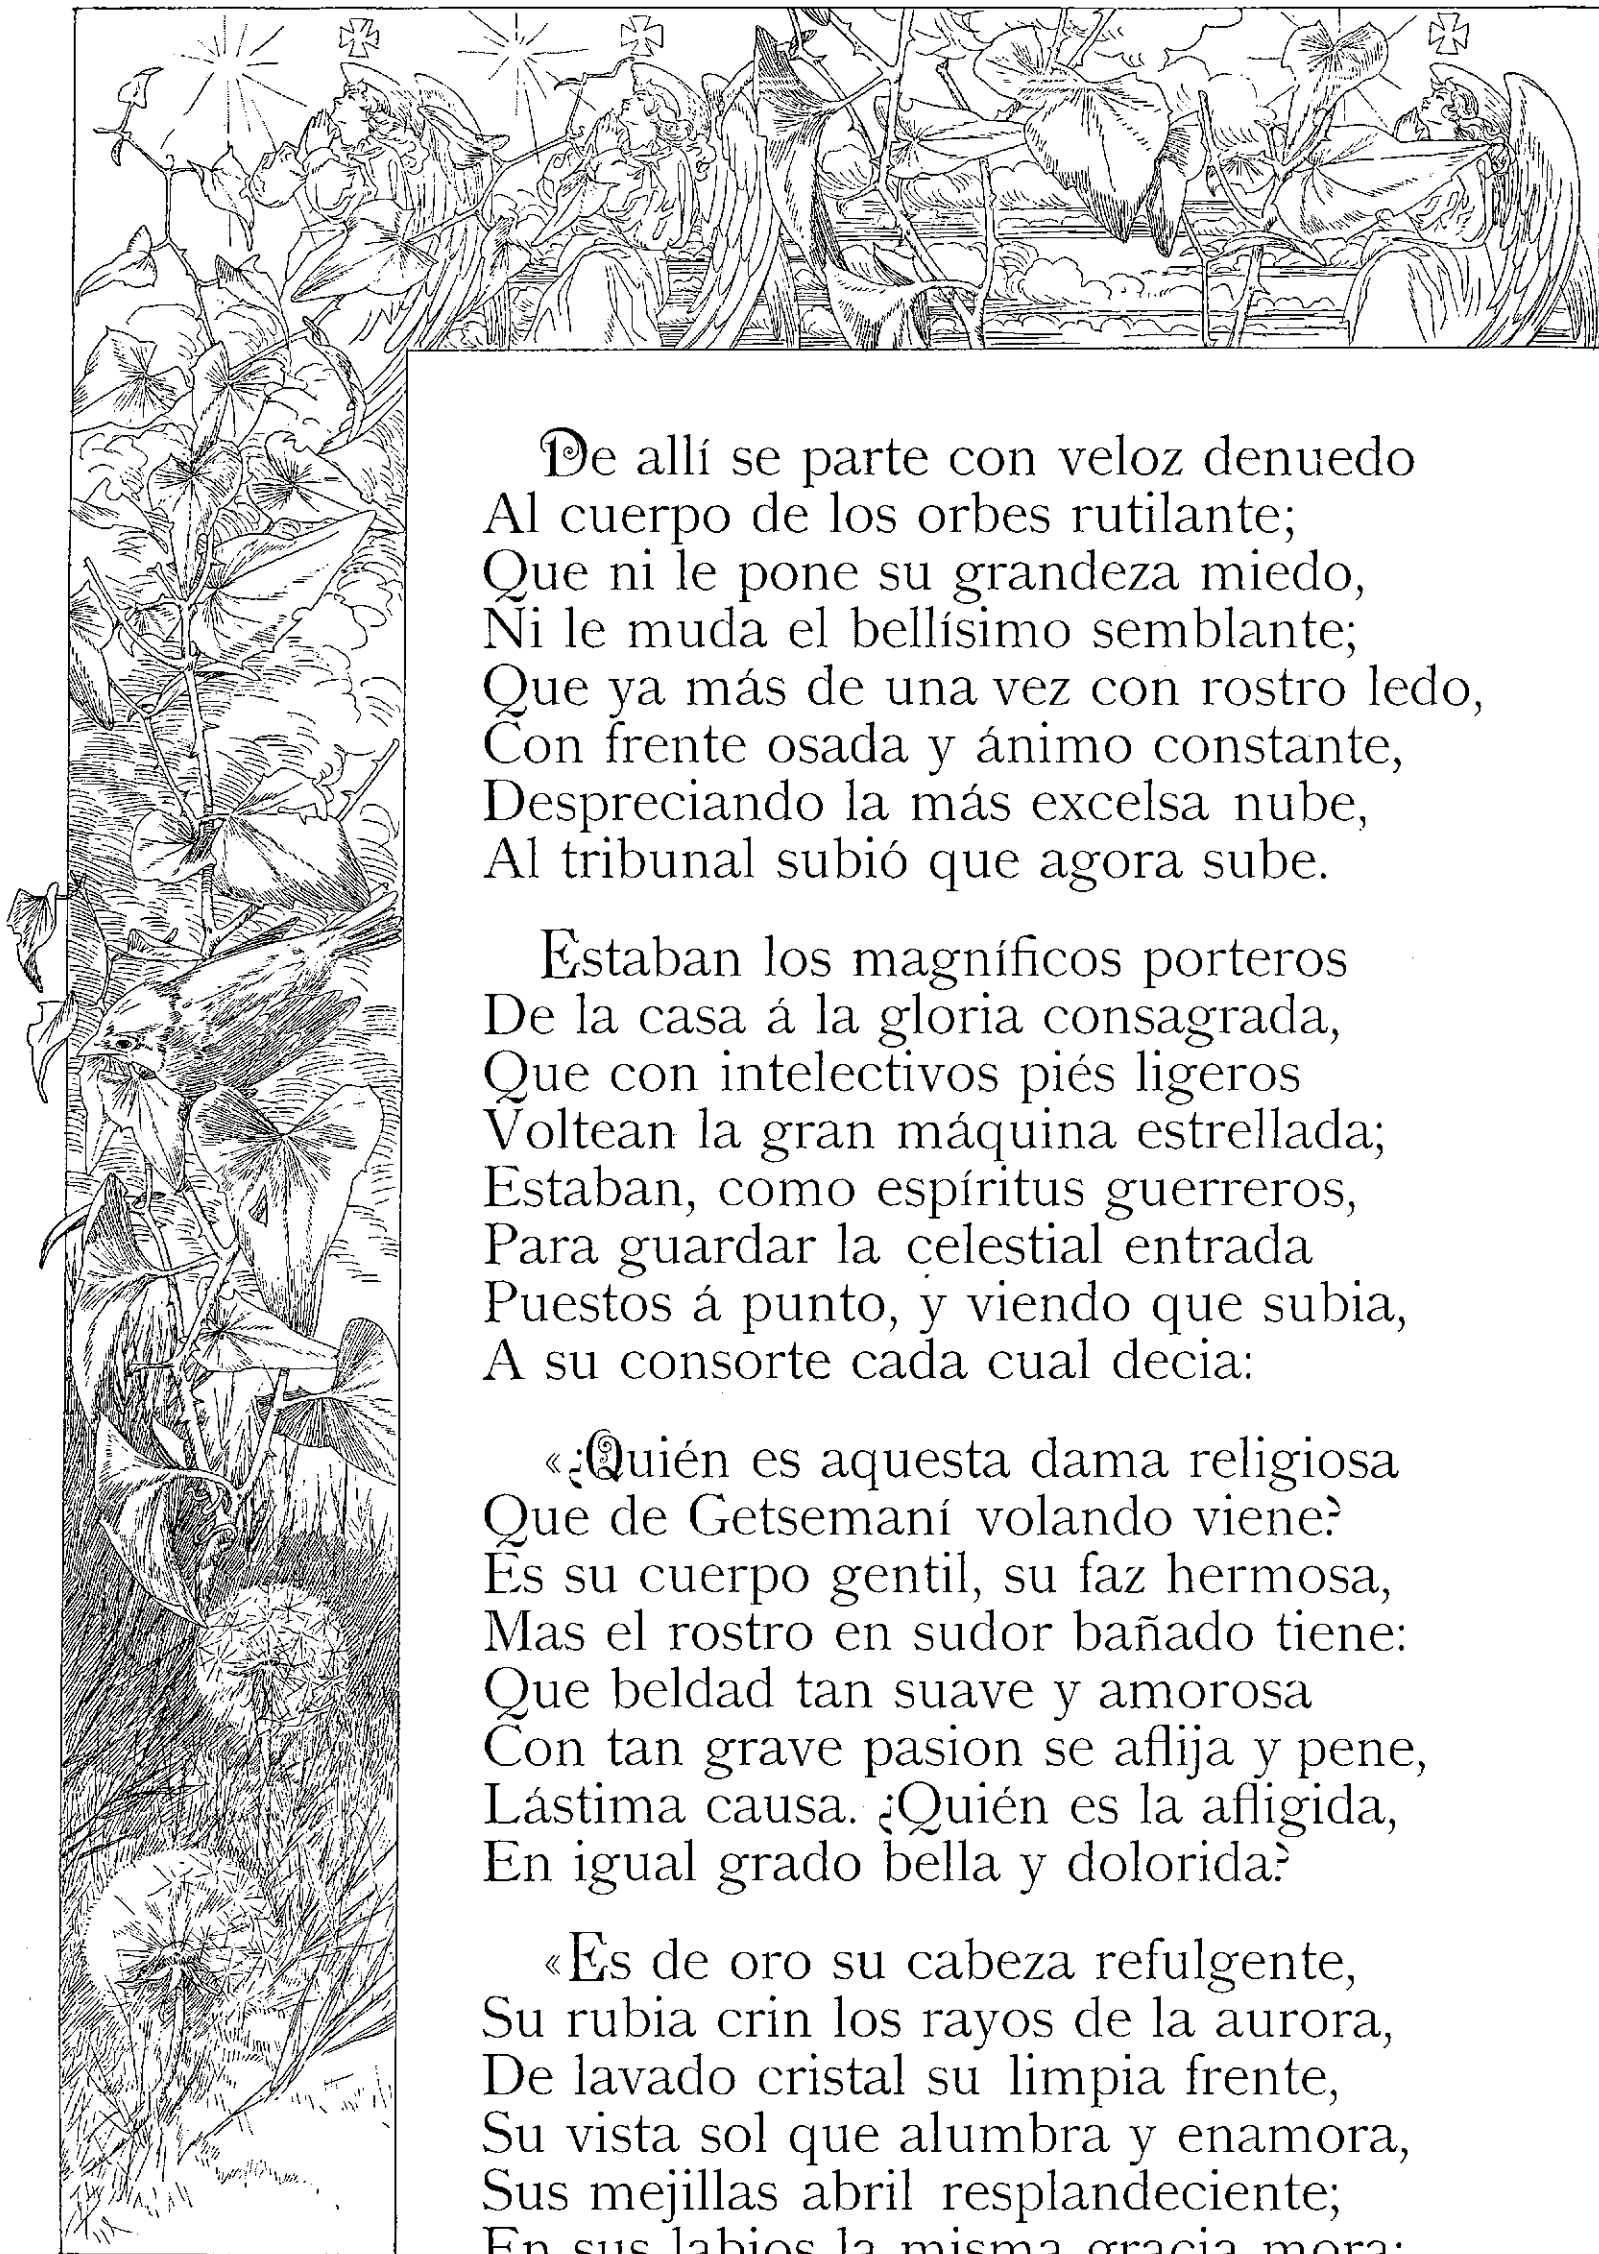 De allí se parte con veloz denuedo
Al cuerpo de los orbes rutilante;
Que ni le pone su grandeza miedo,
Ni le muda el bellísimo semblante;
Que ya más de una vez con rostro ledo,
Con frente osada y ánimo constante,
Despreciando la más excelsa nube,
Al tribunal subió que agora sube.
Estaban los magníficos porteros
De la casa á la gloria consagrada,
Que con intelectivos piés ligeros
Voltean la gran máquina estrellada;
Estaban, como espíritus guerreros,
Para guardar la celestial entrada
Puestos á punto, y viendo que subia,
A su consorte cada cual decia:
«¿Quién es aquesta dama religiosa
Que de Getsemaní volando viene?
Es su cuerpo gentil, su faz hermosa,
Mas el rostro en sudor bañado tiene:
Que beldad tan suave y amorosa
Con tan grave pasion se aflija y pene,
Lástima causa. ¿Quién es la afligida,
En igual grado bella y dolorida?
«Es de oro su cabeza refulgente,
Su rubia crin los rayos de la aurora,
De lavado cristal su limpia frente,
Su vista sol que alumbra y enamora,
Sus mejillas abril resplandeciente;
En sus labios la misma gracia mora;